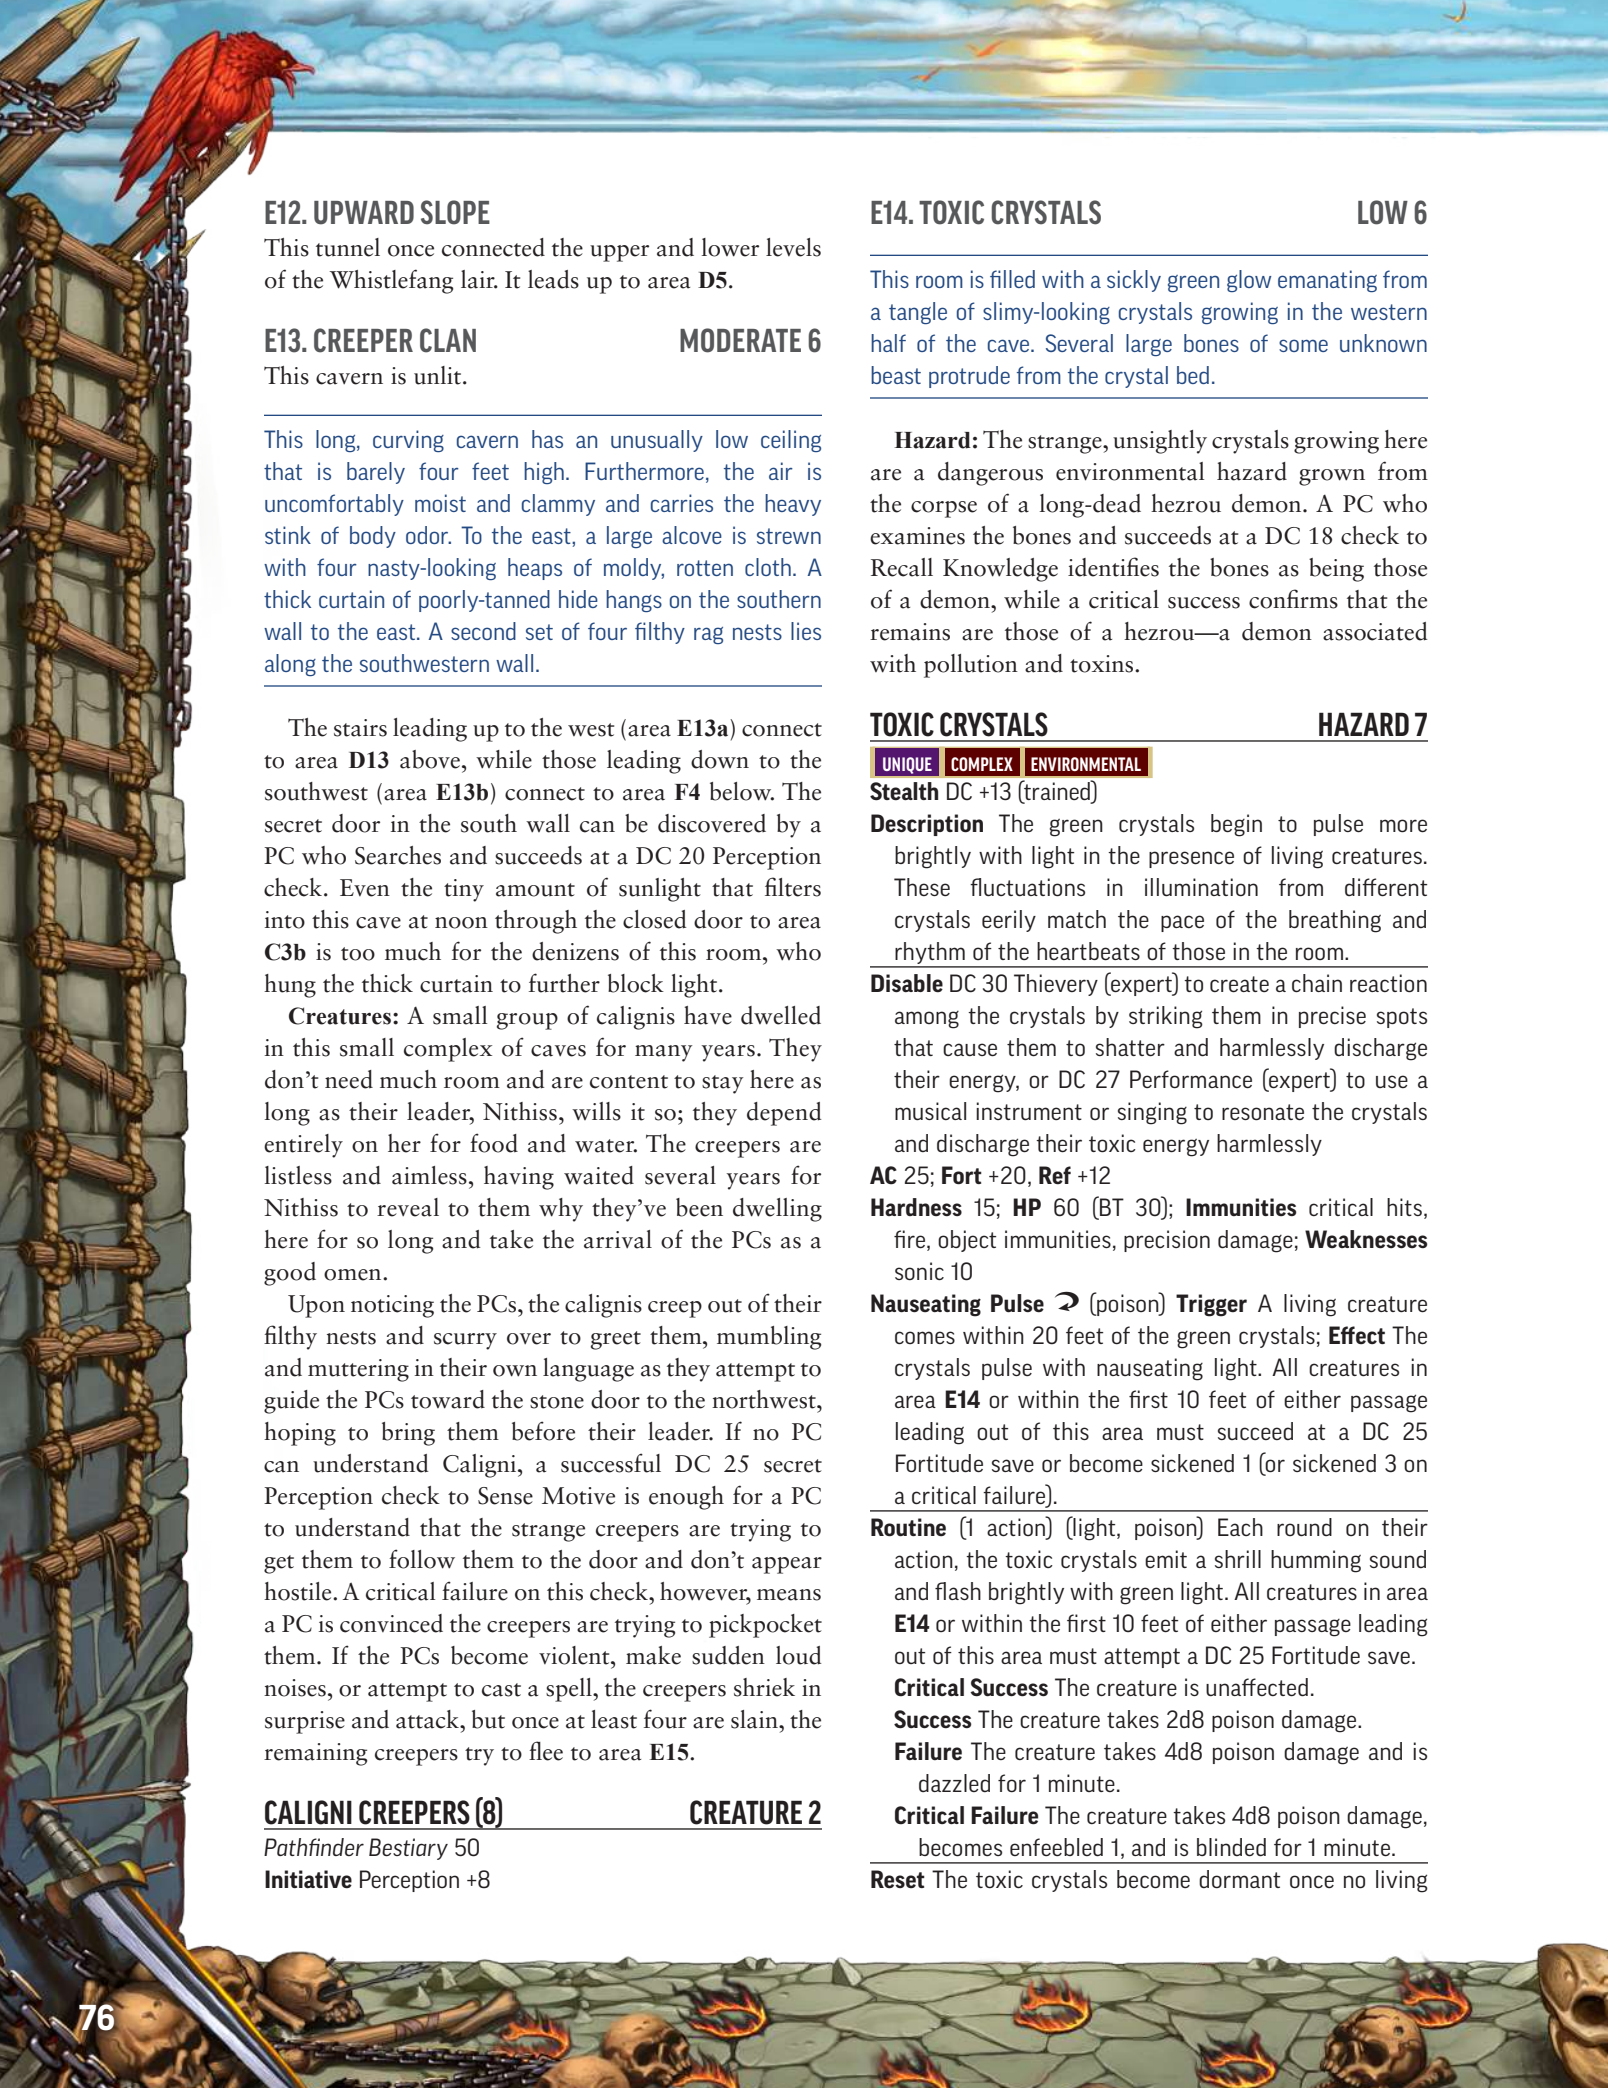 E12. UPWARD SLOPE
This tunnel once connected the upper and lower levels
of the Whistlefang lair. It leads up to area D5.
E13. CREEPER CLAN MODERATE 6
This cavern is unlit.
This long, curving cavern has an unusually low ceiling
that is barely four feet high. Furthermore, the air is
uncomfortably moist and clammy and carries the heavy
stink of body odor. To the east, a large alcove is strewn
with four nasty-looking heaps of moldy, rotten cloth. A
thick curtain of poorly-tanned hide hangs on the southern
wall to the east. A second set of four filthy rag nests lies
along the southwestern wall.
The stairs leading up to the west (area E13a) connect
to area D13 above, while those leading down to the
southwest (area E13b) connect to area F4 below. The
secret door in the south wall can be discovered by a
PC who Searches and succeeds at a DC 20 Perception
check. Even the tiny amount of sunlight that filters
into this cave at noon through the closed door to area
C3b is too much for the denizens of this room, who
hung the thick curtain to further block light.
Creatures: A small group of calignis have dwelled
in this small complex of caves for many years. They
don't need much room and are content to stay here as
long as their leader, Nithiss, wills it so; they depend
entirely on her for food and water. The creepers are
listless and aimless, having waited several years for
Nithiss to reveal to them why they've been dwelling
here for so long and take the arrival of the PCs as a
good omen.
Upon noticing the PCs, the calignis creep out of their
filthy nests and scurry over to greet them, mumbling
and muttering in their own language as they attempt to
guide the PCs toward the stone door to the northwest,
hoping to bring them before their leader. If no PC
can understand Caligni, a successful DC 25 secret
Perception check to Sense Motive is enough for a PC
to understand that the strange creepers are trying to
get them to follow them to the door and don't appear
hostile. A critical failure on this check, however, means
a PC is convinced the creepers are trying to pickpocket
them. If the PCs become violent, make sudden loud
noises, or attempt to cast a spell, the creepers shriek in
surprise and attack, but once at least four are slain, the
remaining creepers try to flee to area E15.
CALIGNI CREEPERS (8) CREATURE 2
Pathfinder Bestiary 50
Initiative Perception +8
E14. TOXIC CRYSTALS LOW 6
This room is filled with a sickly green glow emanating from
a tangle of slimy-looking crystals growing in the western
half of the cave. Several large bones of some unknown
beast protrude from the crystal bed.
Hazard: The strange, unsightly crystals growing here
are a dangerous environmental hazard grown from
the corpse of a long-dead hezrou demon. A PC who
examines the bones and succeeds at a DC 18 check to
Recall Knowledge identifies the bones as being those
of a demon, while a critical success confirms that the
remains are those of a hezrou—a demon associated
with pollution and toxins.
TOXIC CRYSTALS HAZARD 7
UNIQUE COMPLEX ENVIRONMENTAL
Stealth DC +13 (trained)
Description The green crystals begin to pulse more
brightly with light in the presence of living creatures.
These fluctuations in illumination from different
crystals eerily match the pace of the breathing and
rhythm of the heartbeats of those in the room.
Disable DC 30 Thievery (expert) to create a chain reaction
among the crystals by striking them in precise spots
that cause them to shatter and harmlessly discharge
their energy, or DC 27 Performance (expert) to use a
musical instrument or singing to resonate the crystals
and discharge their toxic energy harmlessly
AC 25; Fort +20, Ref +12
Hardness 15; HP 60 (BT 30); Immunities critical hits,
fire, object immunities, precision damage; Weaknesses
sonic 10
Nauseating Pulse (poison) Trigger A living creature
comes within 20 feet of the green crystals; Effect The
crystals pulse with nauseating light. All creatures in
area E14 or within the first 10 feet of either passage
leading out of this area must succeed at a DC 25
Fortitude save or become sickened 1 (or sickened 3 on
a critical failure).
Routine (1 action) (light, poison) Each round on their
action, the toxic crystals emit a shrill humming sound
and flash brightly with green light. All creatures in area
E14 or within the first 10 feet of either passage leading
out of this area must attempt a DC 25 Fortitude save.
Critical Success The creature is unaffected.
Success The creature takes 2d8 poison damage.
Failure The creature takes 4d8 poison damage and is
dazzled for 1 minute.
Critical Failure The creature takes 4d8 poison damage,
becomes enfeebled 1, and is blinded for 1 minute.
Reset The toxic crystals become dormant once no living
76